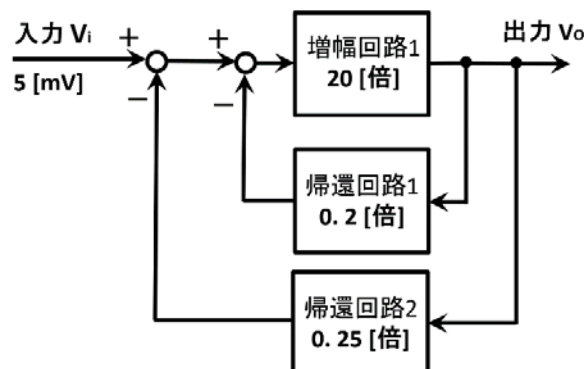 入力 Vi
5 [mV]
+
−
+
−
増幅回路1
20 [倍]
出力 Vo
帰還回路1
0. 2 [倍]
帰還回路2
0. 25 [倍]